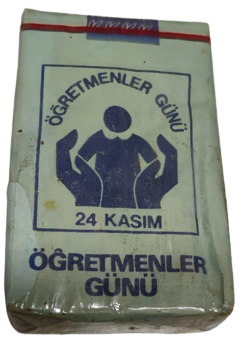 ÖĞRETMENLER GÜNÜ
24 KASIM
ÖĞRETMENLER
GÜNÜ